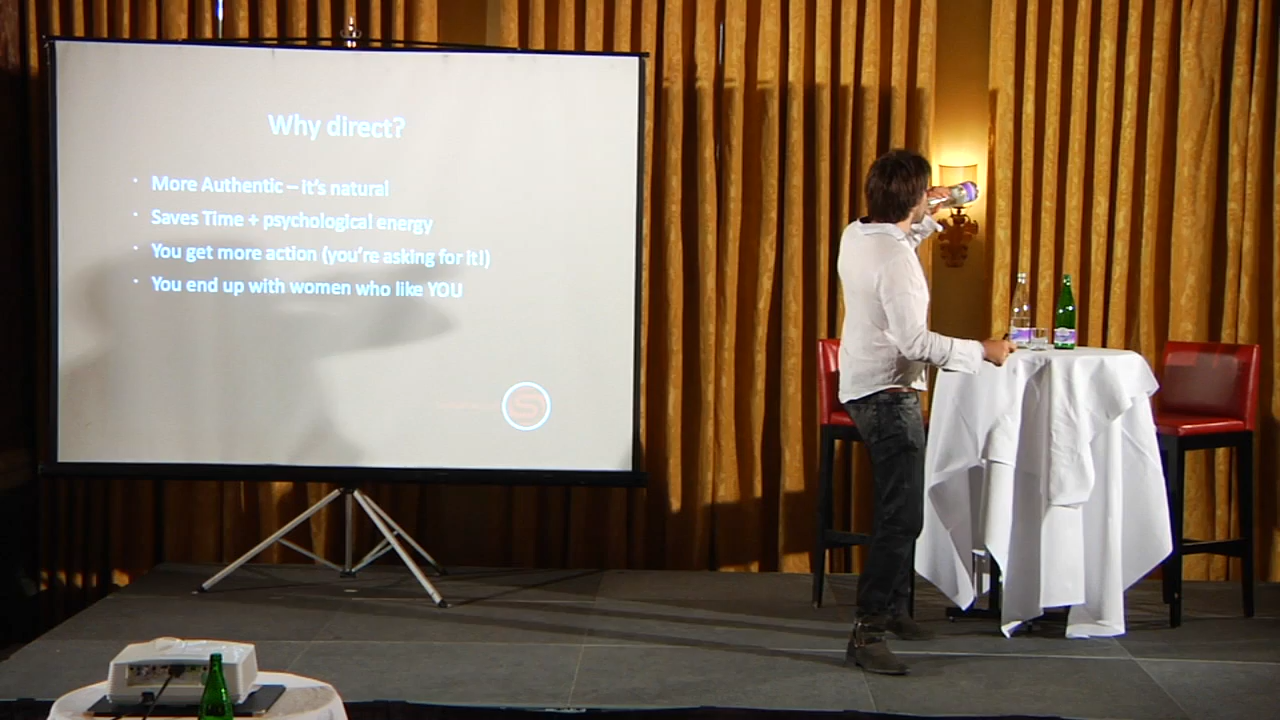 Why direct?
• More Authentic – it's natural
• Saves Time + psychological energy
• You get more action (you're asking for it!)
• You end up with women who like YOU
S